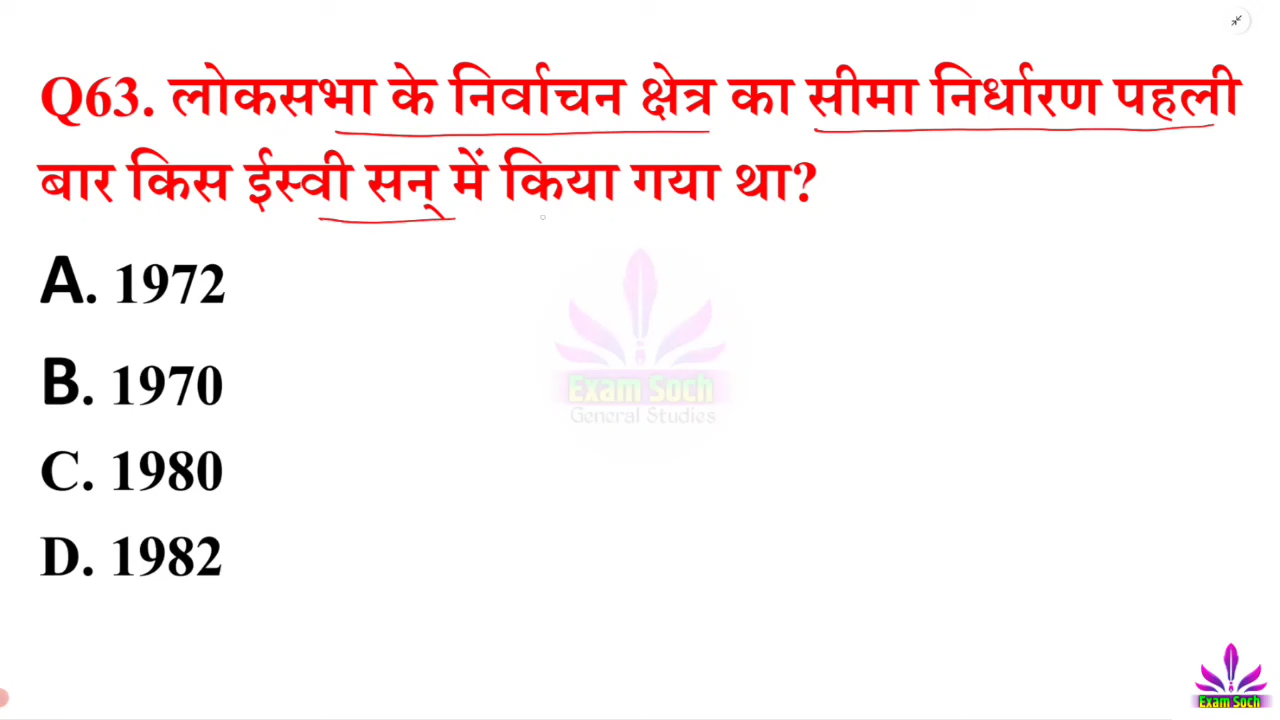 Q63. लोकसभा के निर्वाचन क्षेत्र का सीमा निर्धारण पहली
बार किस ईस्वी सन् में किया गया था?
A. 1972
B. 1970
C. 1980
D. 1982
Exam Soch
General Studies
Exam Soch